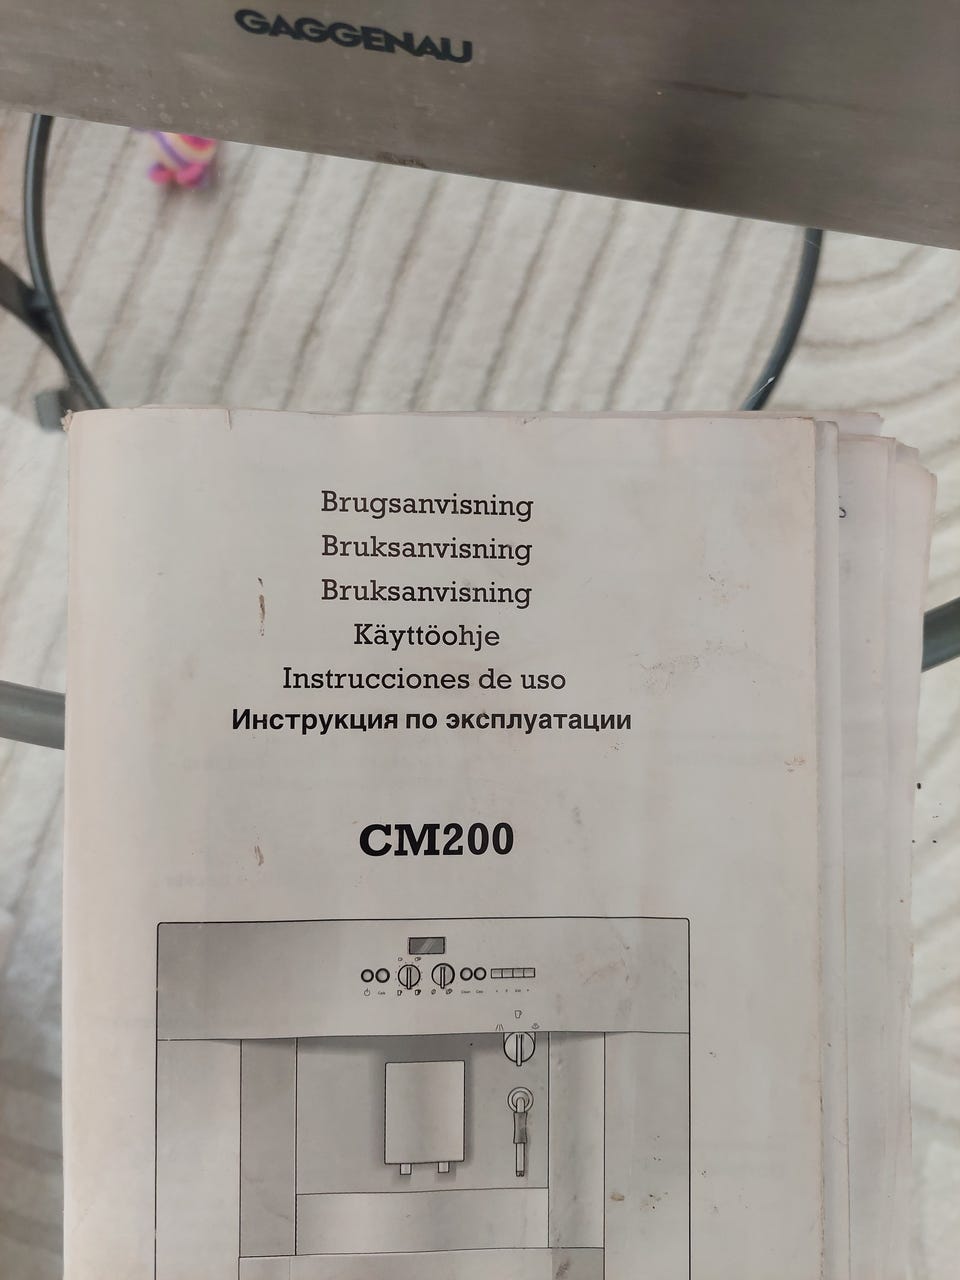 GAGGENAU
Brugsanvisning
Bruksanvisning
Bruksanvisning
Käyttöohje
Instrucciones de uso
Инструкция по эксплуатации
CM200